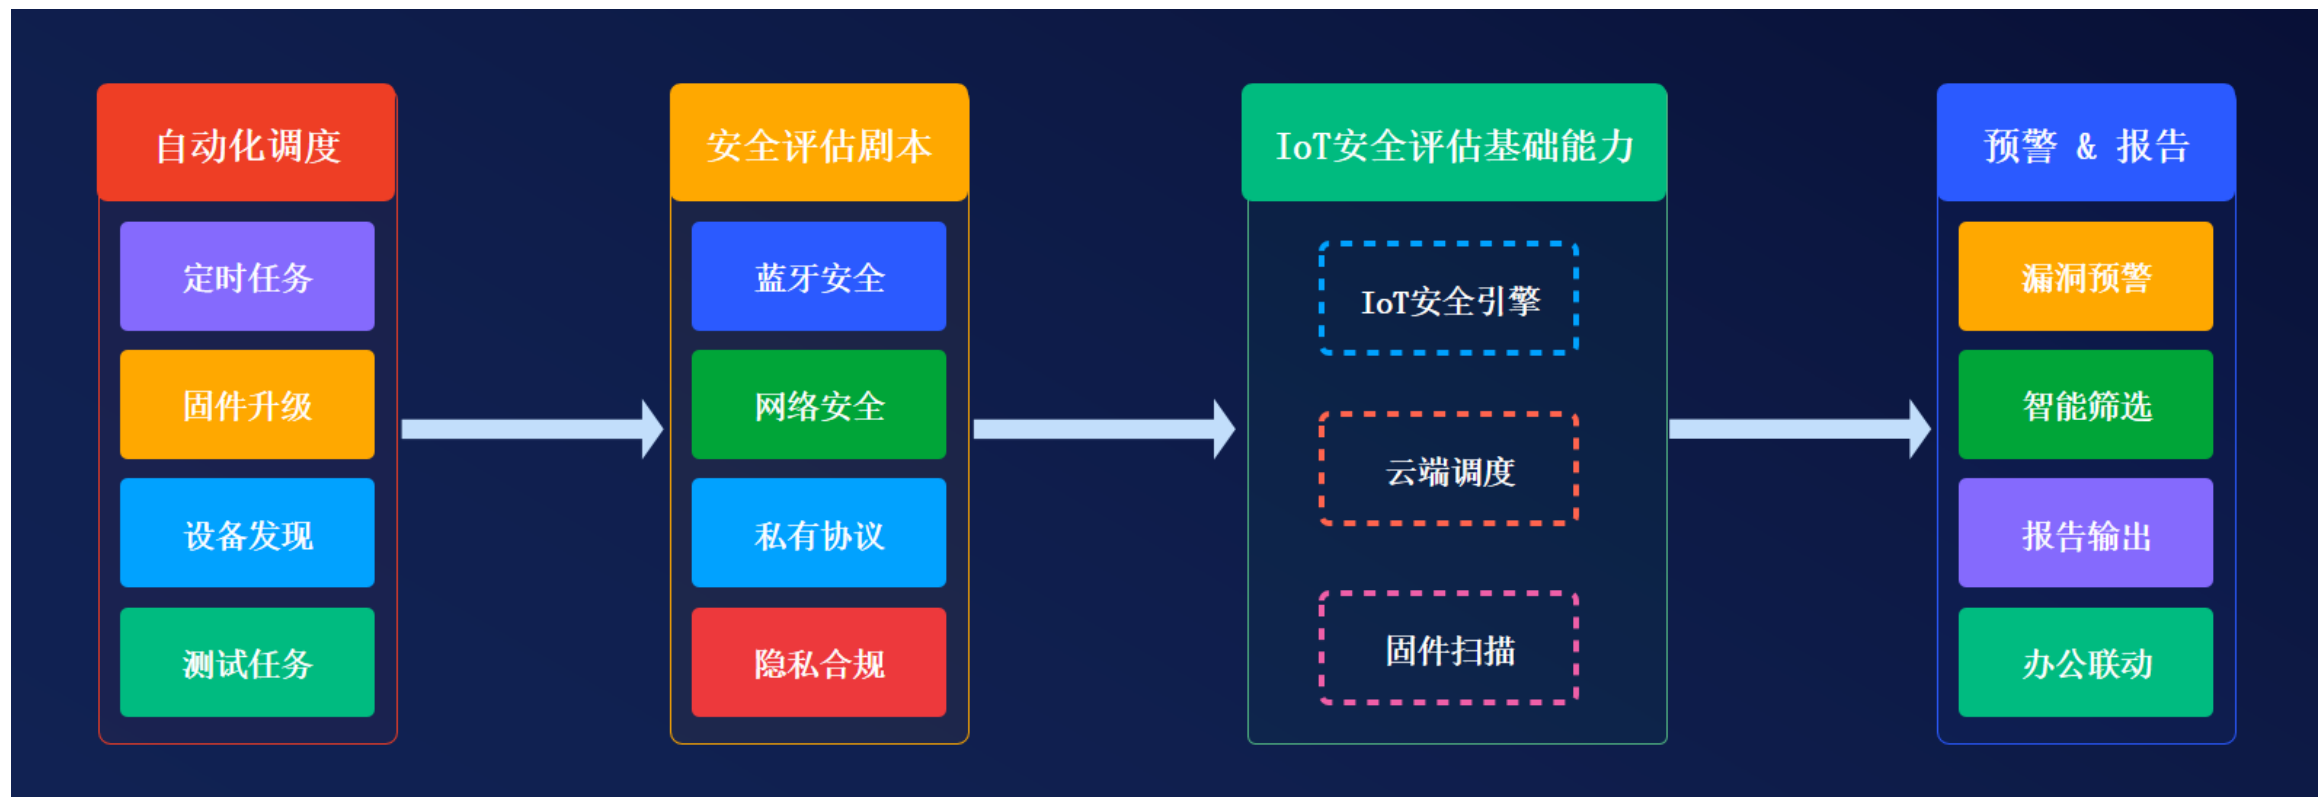 自动化调度
定时任务
固件升级
设备发现
测试任务
安全评估剧本
蓝牙安全
网络安全
私有协议
隐私合规
IoT安全评估基础能力
IoT安全引擎
云端调度
固件扫描
预警 & 报告
漏洞预警
智能筛选
报告输出
办公联动